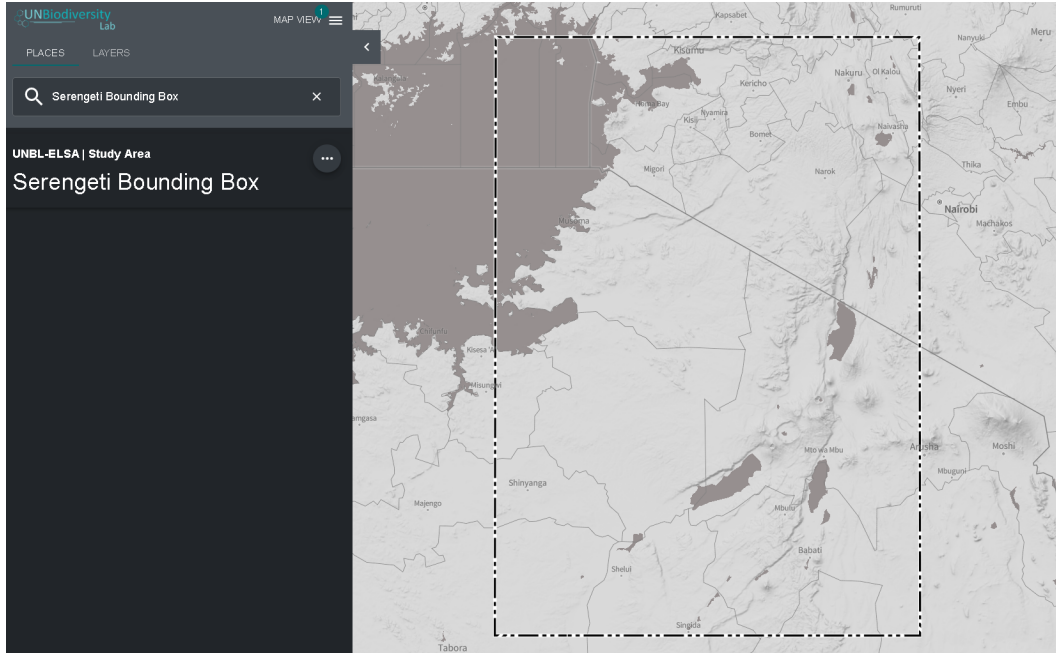 UNBiodiversity
Lab
MAP VIEW
1
PLACES
LAYERS
Serengeti Bounding Box
UNBL-ELSA | Study Area
Serengeti Bounding Box
Kapsabet
Rumuruti
Nanyuki
Meru
Kisumu
Kericho
Nakuru
Ol Kalou
Nyeri
Embu
Homa Bay
Nyamira
Kisii
Bomet
Naivasha
Thika
Migori
Narok
Nairobi
Machakos
Musoma
Chifunfu
Kisesa
Misungwi
Arusha
Moshi
Mto wa Mbu
Mbuguni
Shinyanga
Majengo
Mbulu
Babati
Shelui
Singida
Tabora